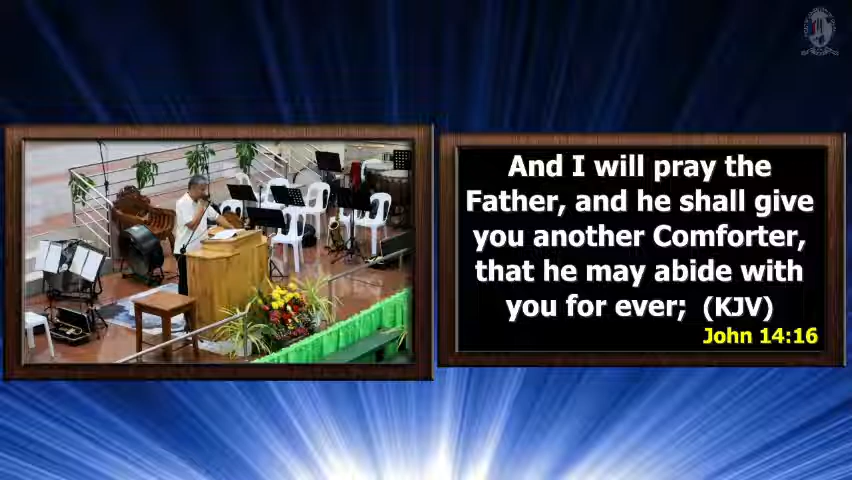 And I will pray the
Father, and he shall give
you another Comforter,
that he may abide with
you for ever; (KJV)
John 14:16